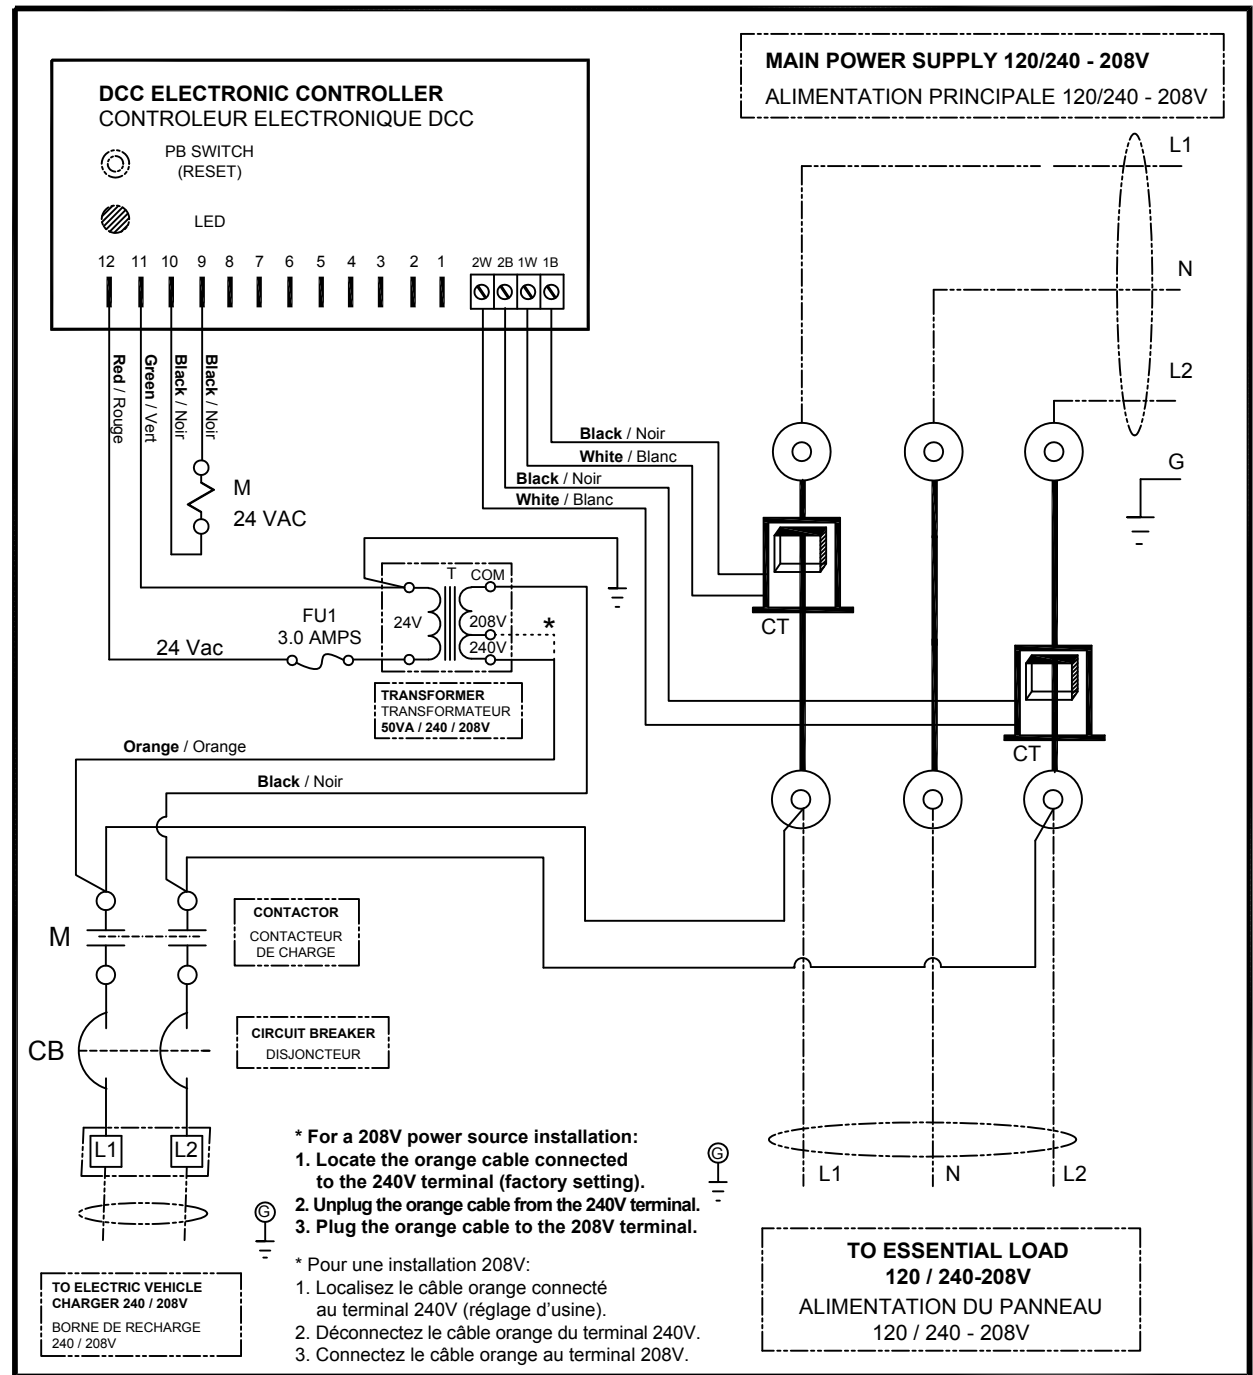 DCC ELECTRONIC CONTROLLER
CONTROLEUR ELECTRONIQUE DCC
PB SWITCH
(RESET)
LED
12 11 10 9 8 7 6 5 4 3 2 1 2W 2B 1W 1B
MAIN POWER SUPPLY 120/240 - 208V
ALIMENTATION PRINCIPALE 120/240 - 208V
L1
N
L2
G
Red / Rouge
Green / Vert
Black / Noir
Black / Noir
M
24 VAC
Black / Noir
White / Blanc
Black / Noir
White / Blanc
FU1
3.0 AMPS
24 Vac
T COM
24V
208V
240V
*
TRANSFORMER
TRANSFORMATEUR
50VA / 240 / 208V
CT
CT
Orange / Orange
Black / Noir
M
CONTACTOR
CONTACTEUR
DE CHARGE
CB
CIRCUIT BREAKER
DISJONCTEUR
L1 L2
G
TO ELECTRIC VEHICLE
CHARGER 240 / 208V
BORNE DE RECHARGE
240 / 208V
* For a 208V power source installation:
1. Locate the orange cable connected
to the 240V terminal (factory setting).
2. Unplug the orange cable from the 240V terminal.
3. Plug the orange cable to the 208V terminal.
* Pour une installation 208V:
1. Localisez le câble orange connecté
au terminal 240V (réglage d'usine).
2. Déconnectez le câble orange du terminal 240V.
3. Connectez le câble orange au terminal 208V.
G
L1 N L2
TO ESSENTIAL LOAD
120 / 240-208V
ALIMENTATION DU PANNEAU
120 / 240 - 208V